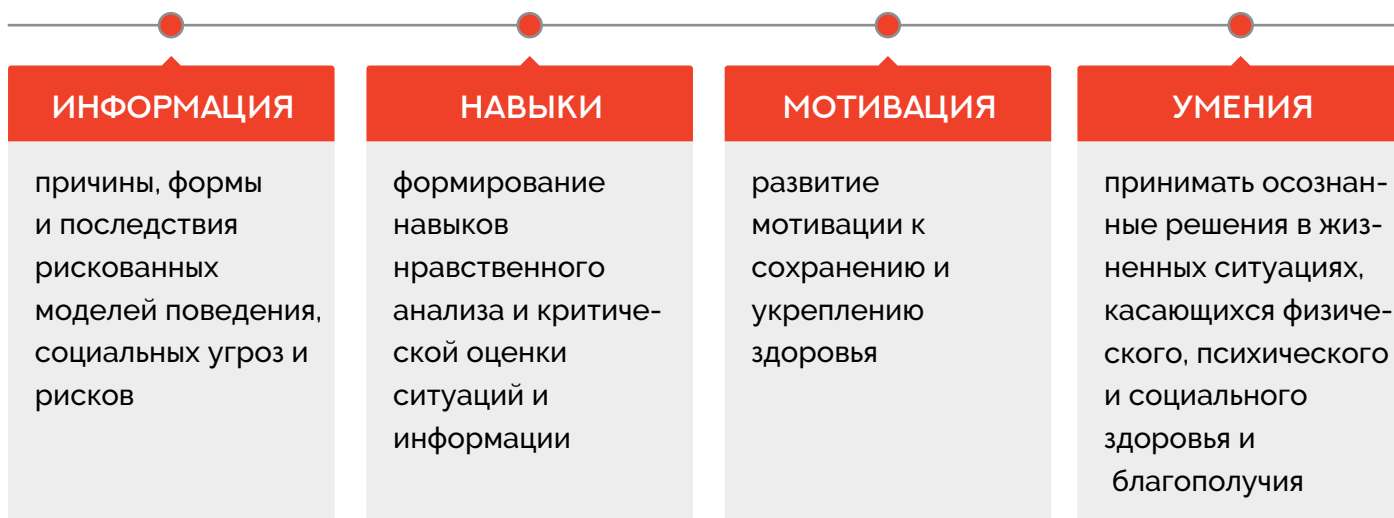 ИНФОРМАЦИЯ
причины, формы
и последствия
рискованных
моделей поведения,
социальных угроз и
рисков
НАВЫКИ
формирование
навыков
нравственного
анализа и критиче-
ской оценки
ситуаций и
информации
МОТИВАЦИЯ
развитие
мотивации к
сохранению и
укреплению
здоровья
УМЕНИЯ
принимать осознан-
ные решения в жиз-
ненных ситуациях,
касающихся физиче-
ского, психического
и социального
здоровья и
благополучия